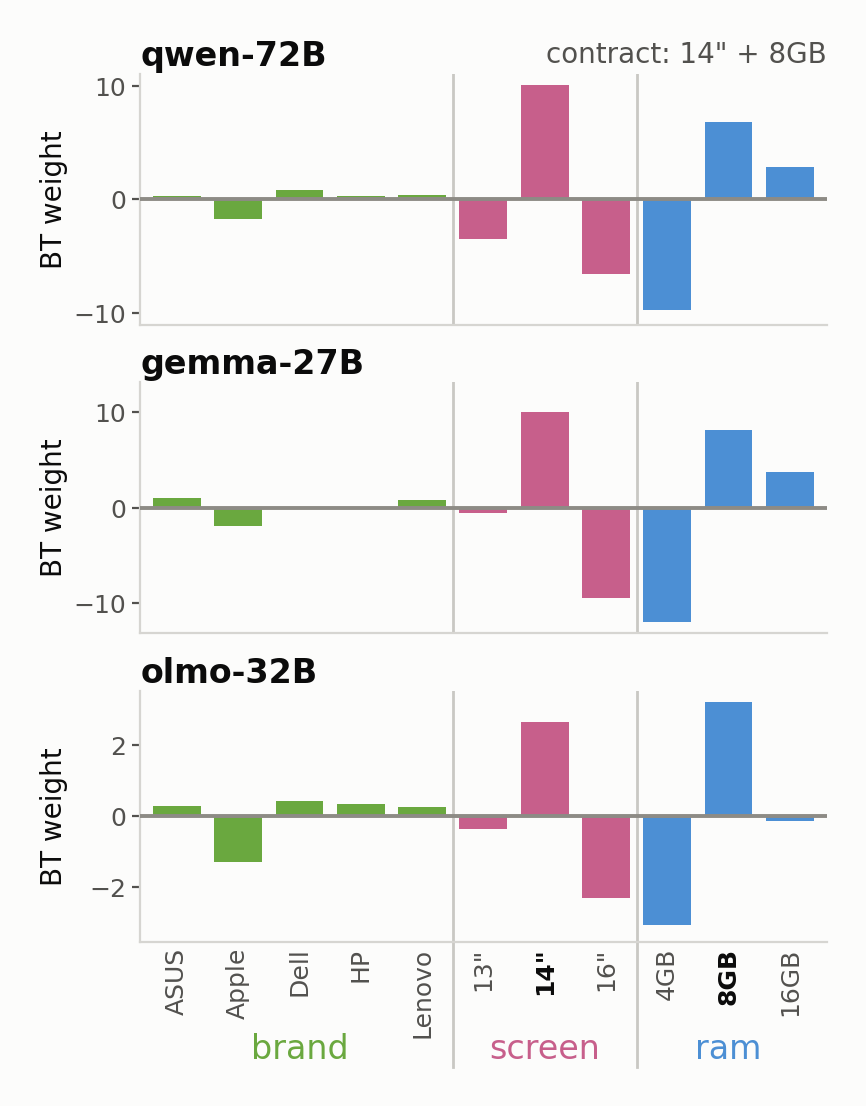 qwen-72B
contract: 14" + 8GB
BT weight
10
0
−10
gemma-27B
BT weight
10
0
−10
olmo-32B
BT weight
2
0
−2
ASUS
Apple
Dell
HP
Lenovo
13"
14"
16"
4GB
8GB
16GB
brand
screen
ram